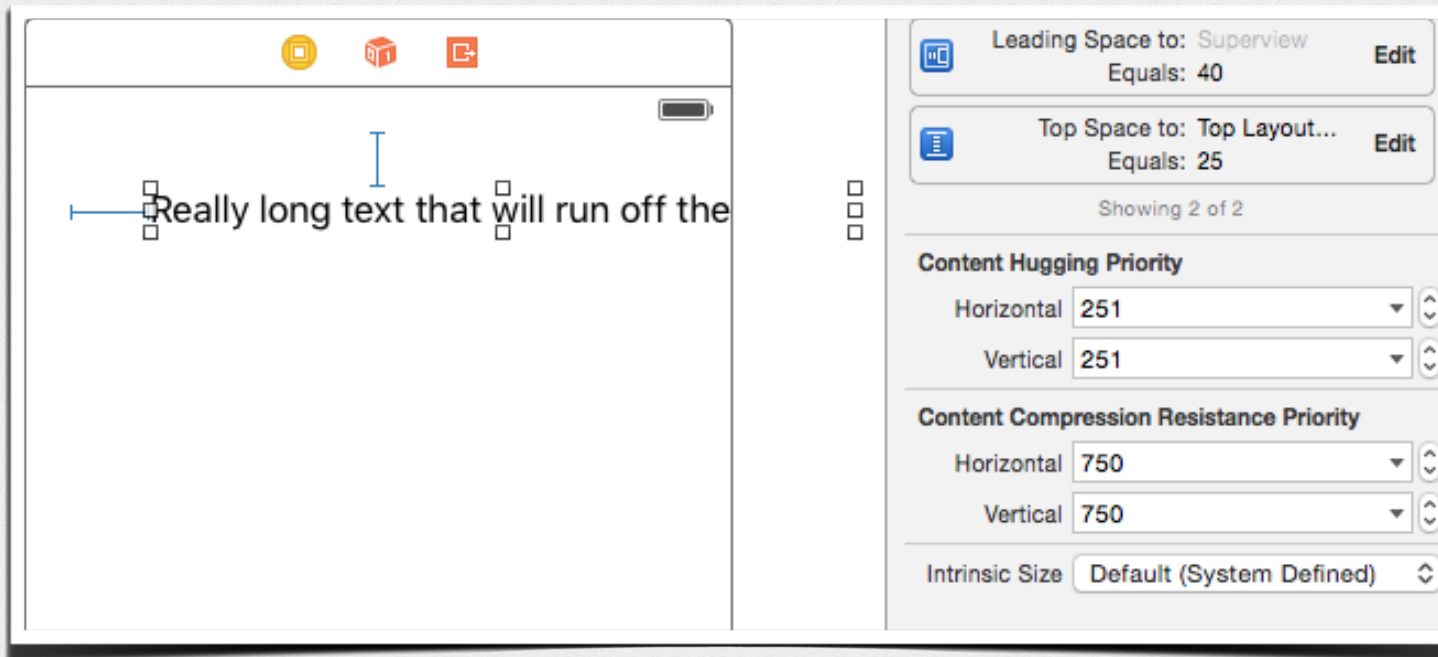 Really long text that will run off the
Leading Space to: Superview
Edit
Equals: 40
Top Space to: Top Layout...
Edit
Equals: 25
Showing 2 of 2
Content Hugging Priority
Horizontal 251
Vertical 251
Content Compression Resistance Priority
Horizontal 750
Vertical 750
Intrinsic Size Default (System Defined)